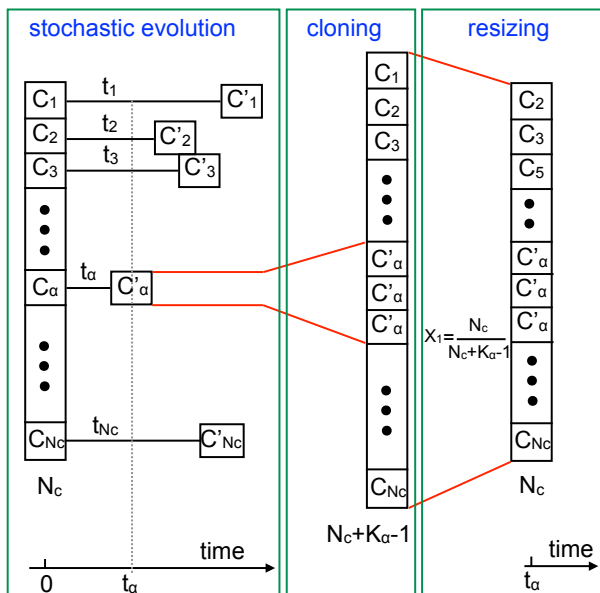 stochastic evolution
C1 t1 C'1
C2 t2 C'2
C3 t3 C'3
Cα tα C'α
CNc tNc C'Nc
Nc
time
0 tα
cloning
C1
C2
C3
C'α
C'α
C'α
CNc
Nc+Kα-1
resizing
C2
C3
C5
C'α
C'α
C'α
X1= Nc
Nc+Kα-1
CNc
Nc
time
tα